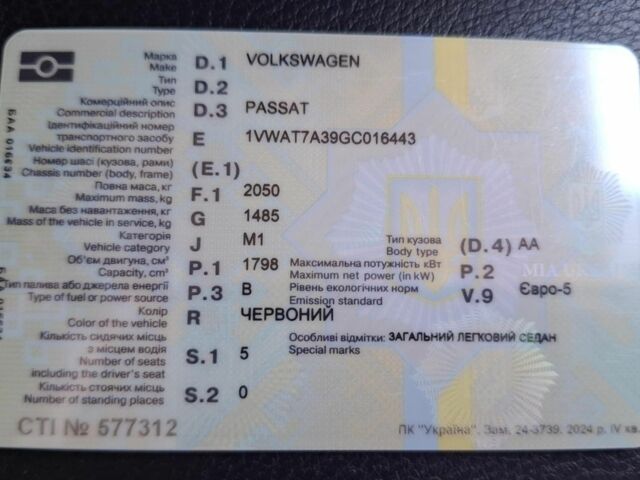 Марка D.1 VOLKSWAGEN
Make
Тип D.2
Type
Комерційний опис D.3 PASSAT
Commercial description
Ідентифікаційний номер
транспортного засобу E 1VWAT7A39GC016443
Vehicle identification number
Номер шасі (кузова, рами) (E.1)
Chassis number (body, frame)
Повна маса, кг F.1 2050
Maximum mass, kg
Маса без навантаження, кг G 1485
Mass of the vehicle in service, kg
Категорія J M1 Тип кузова (D.4) АА
Vehicle category Body type
Об'єм двигуна, см³ P.1 1798 Максимальна потужність кВт P.2
Capacity, cm³ Maximum net power (in kW)
Тип палива або джерела енергії P.3 B Рівень екологічних норм V.9 Євро-5
Type of fuel or power source Emission standard
Колір R ЧЕРВОНИЙ
Color of the vehicle
Кількість сидячих місць Особливі відмітки: ЗАГАЛЬНИЙ ЛЕГКОВИЙ СЕДАН
з місцем водія S.1 5 Special marks
Number of seats
including the driver's seat
Кількість стоячих місць S.2 0
Number of standing places
СТІ № 577312
ПК "Україна". Зам. 24-3739. 2024 р. IV кв.